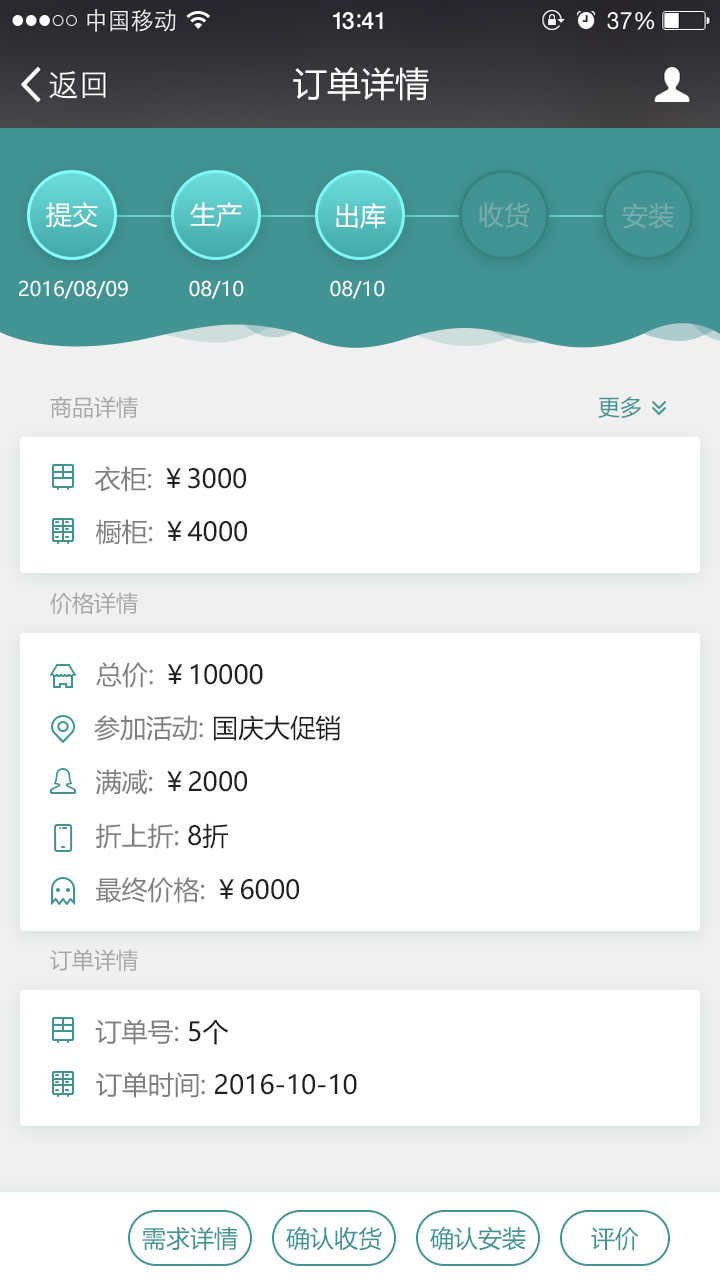 中国移动 13:41 37%
返回 订单详情
提交 生产 出库 收货 安装
2016/08/09 08/10 08/10
商品详情 更多
衣柜: ¥3000
橱柜: ¥4000
价格详情
总价: ¥10000
参加活动: 国庆大促销
满减: ¥2000
折上折: 8折
最终价格: ¥6000
订单详情
订单号: 5个
订单时间: 2016-10-10
需求详情 确认收货 确认安装 评价